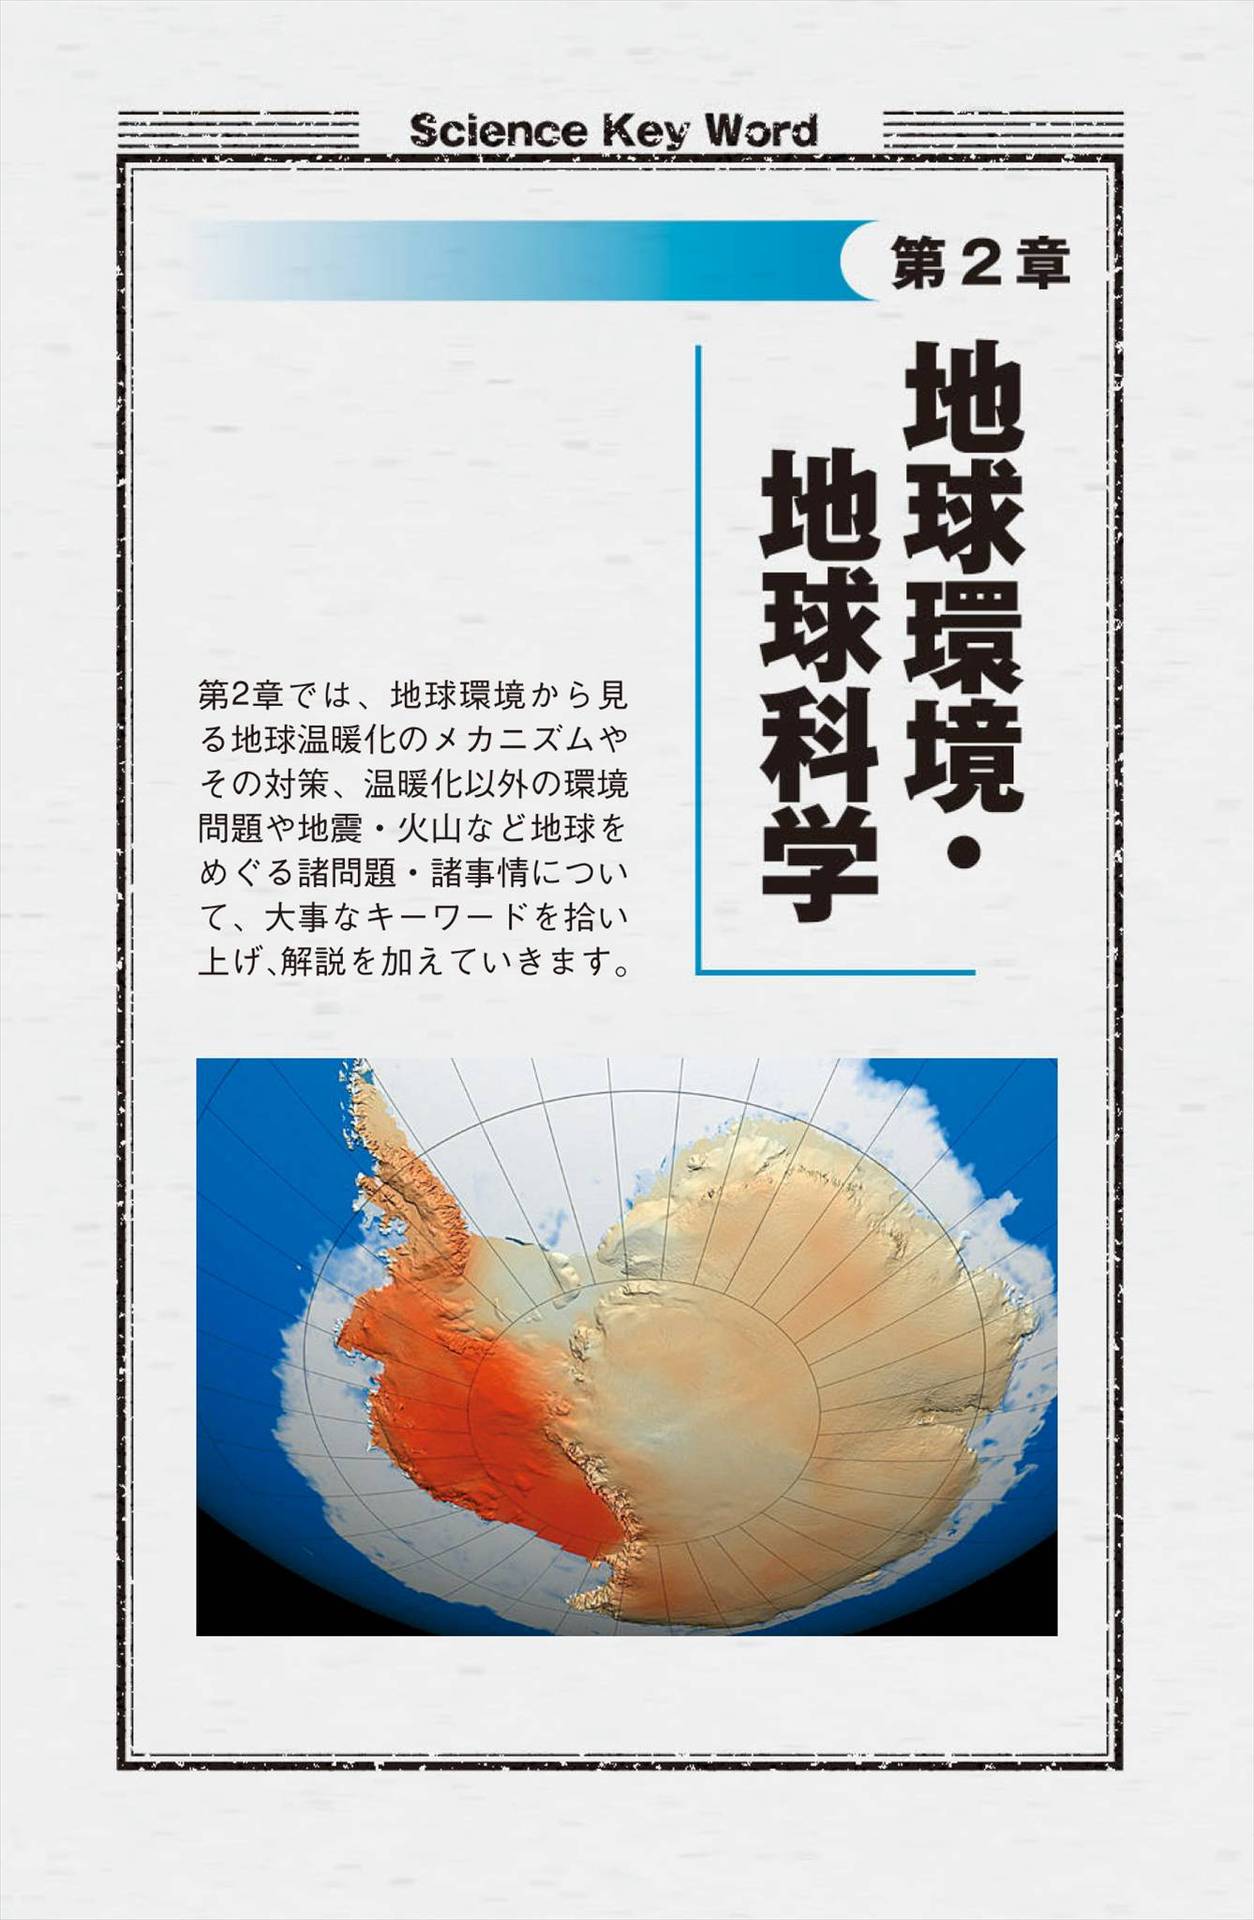 Science Key Word
第2章
地球環境・
地球科学
第2章では、地球環境から見
る地球温暖化のメカニズムや
その対策、温暖化以外の環境
問題や地震・火山など地球を
めぐる諸問題・諸事情につい
て、大事なキーワードを拾い
上げ、解説を加えていきます。